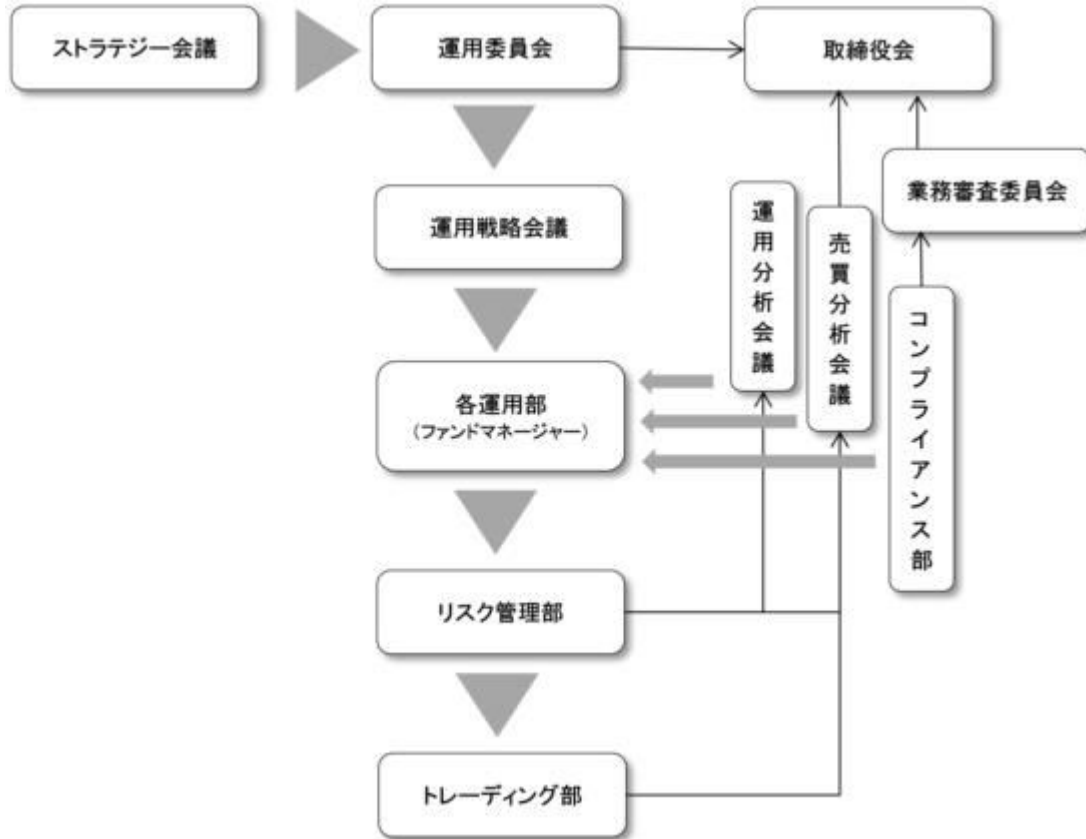 ストラテジー会議
運用委員会
取締役会
業務審査委員会
運用戦略会議
運用分析会議
売買分析会議
コンプライアンス部
各運用部
(ファンドマネージャー)
リスク管理部
トレーディング部